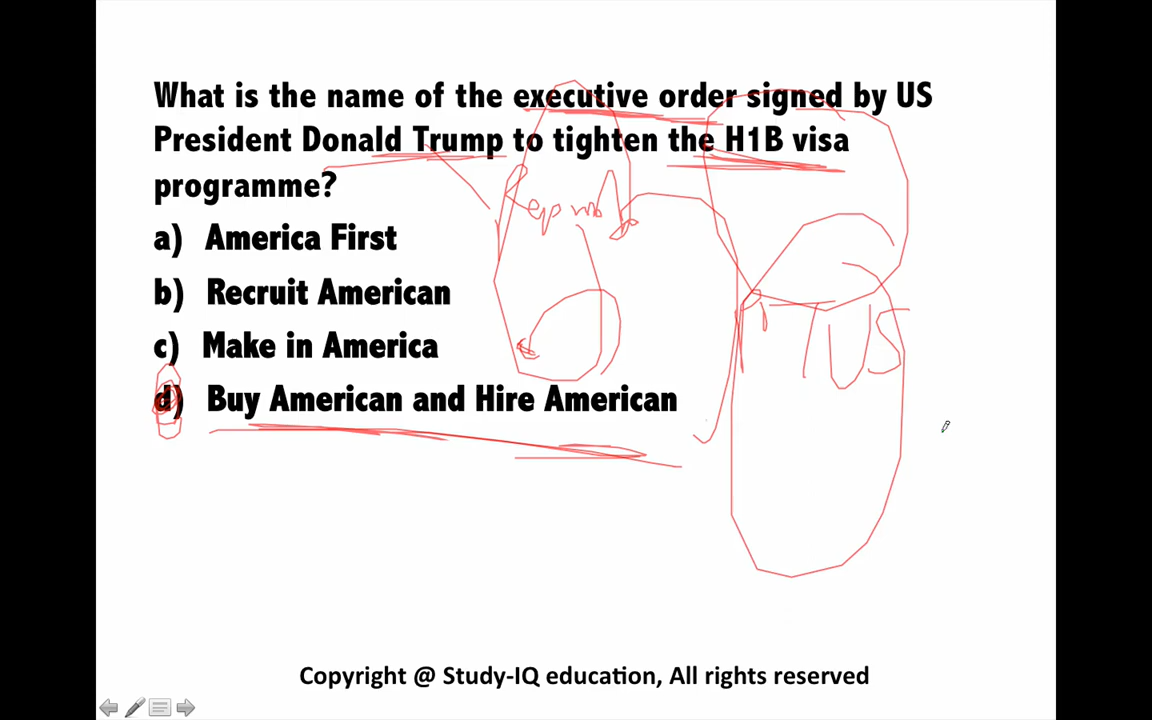 What is the name of the executive order signed by US
President Donald Trump to tighten the H1B visa
programme?
a) America First
b) Recruit American
c) Make in America
d) Buy American and Hire American
US
Copyright @ Study-IQ education, All rights reserved